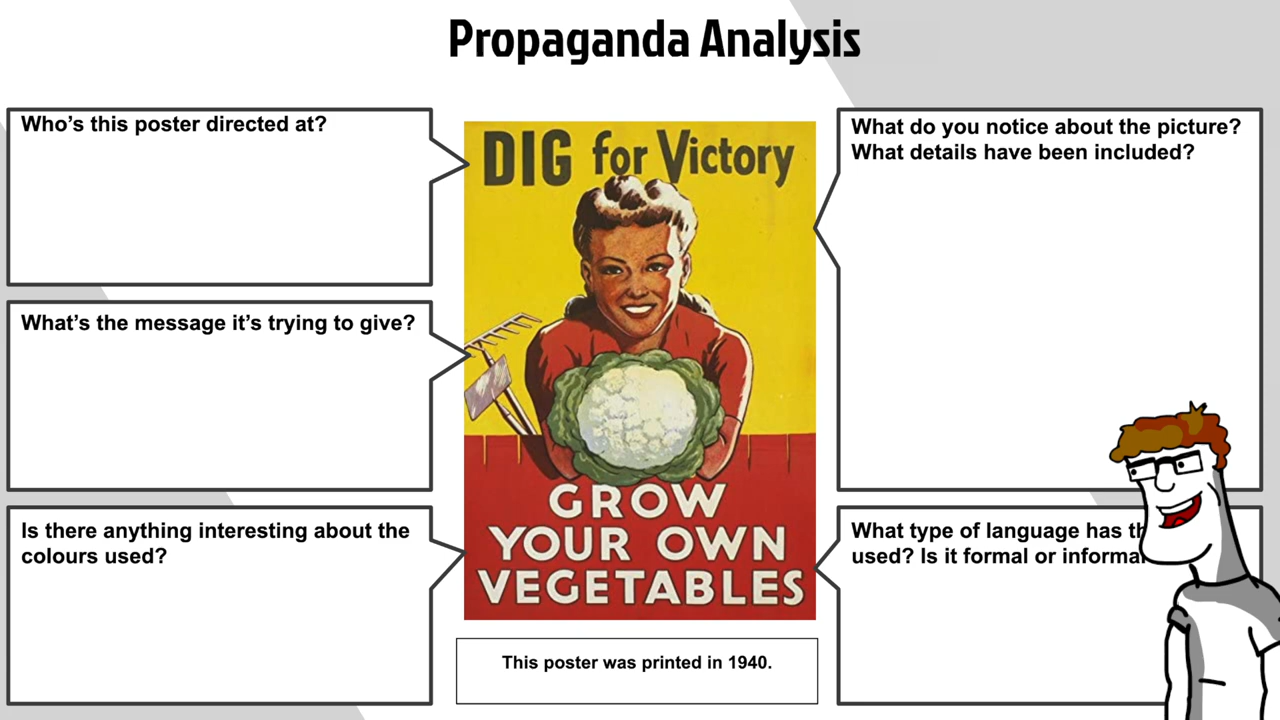 Propaganda Analysis
Who’s this poster directed at?
What’s the message it’s trying to give?
Is there anything interesting about the
colours used?
DIG for Victory
GROW
YOUR OWN
VEGETABLES
This poster was printed in 1940.
What do you notice about the picture?
What details have been included?
What type of language has
used? Is it formal or